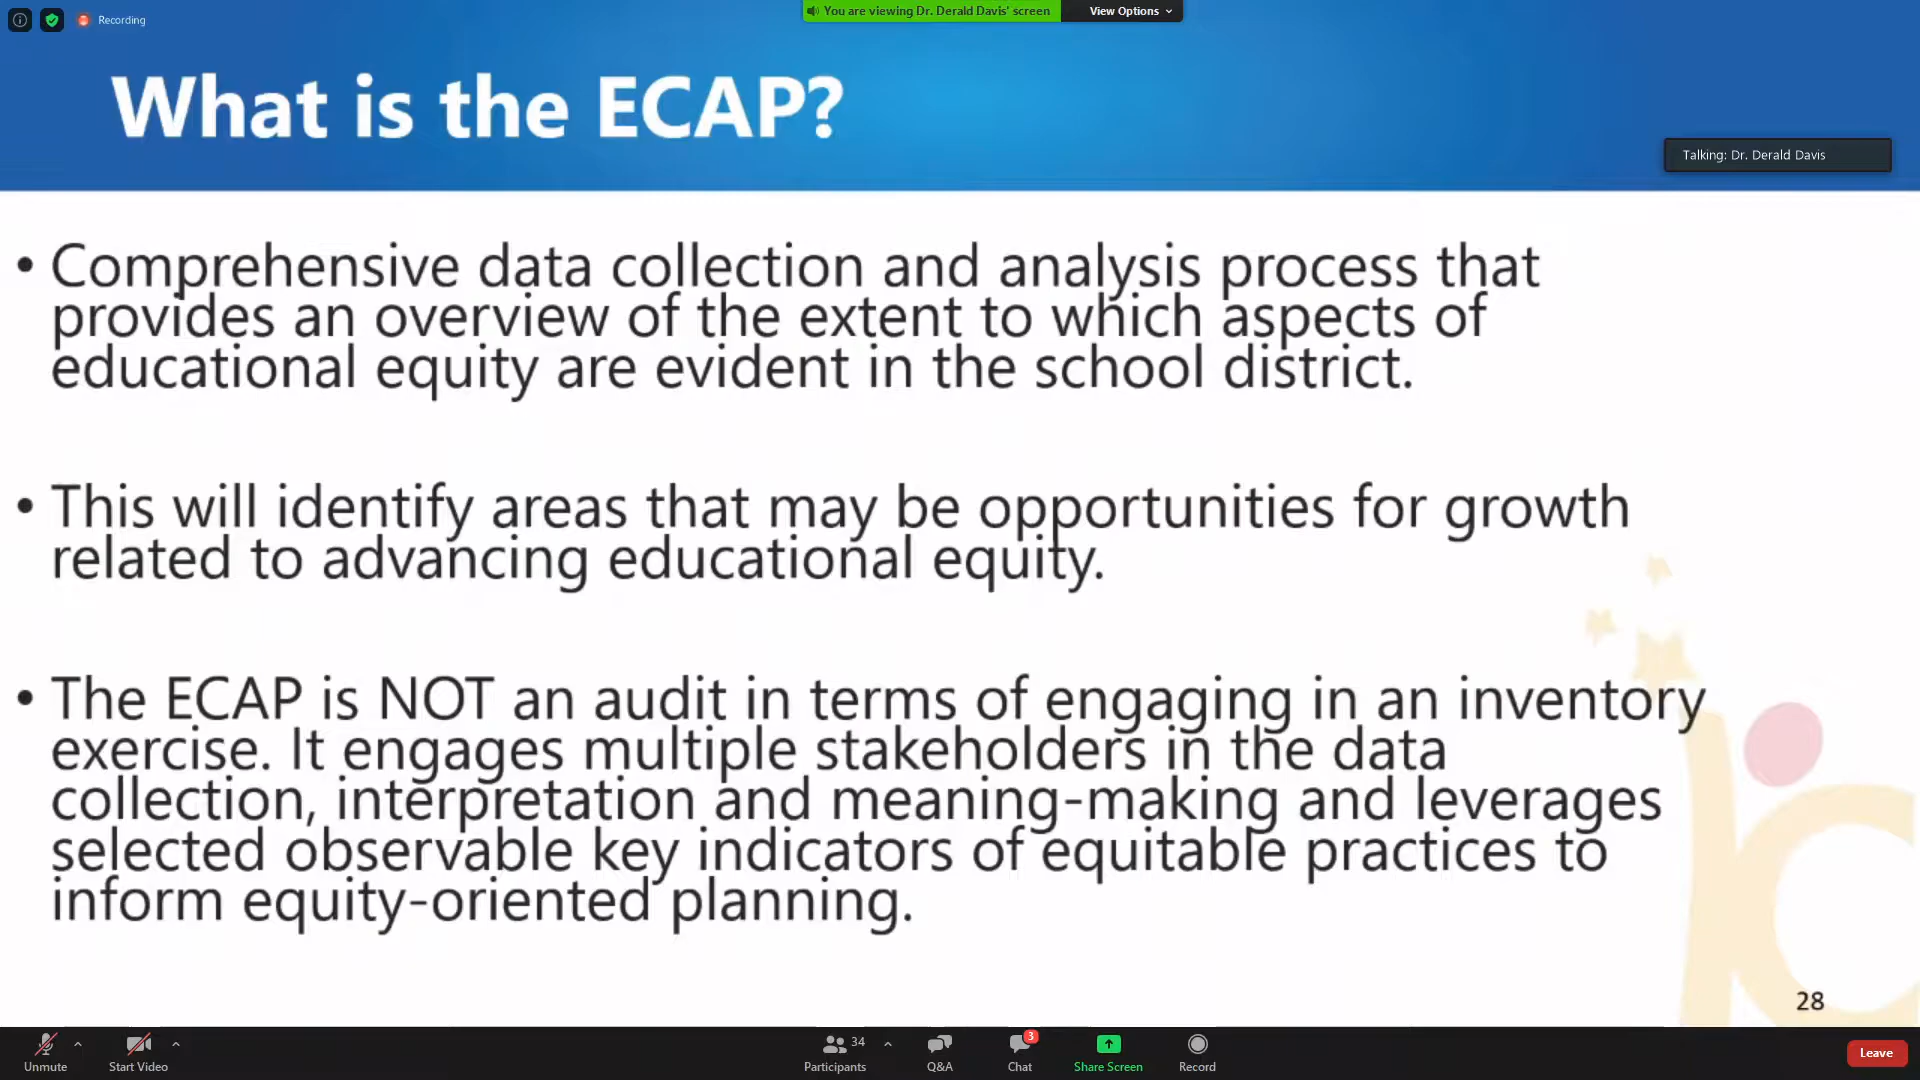 Recording
You are viewing Dr. Derald Davis' screen
View Options
What is the ECAP?
Talking: Dr. Derald Davis
• Comprehensive data collection and analysis process that
provides an overview of the extent to which aspects of
educational equity are evident in the school district.
• This will identify areas that may be opportunities for growth
related to advancing educational equity.
• The ECAP is NOT an audit in terms of engaging in an inventory
exercise. It engages multiple stakeholders in the data
collection, interpretation and meaning-making and leverages
selected observable key indicators of equitable practices to
inform equity-oriented planning.
28
Unmute
Start Video
34
Participants
Q&A
3
Chat
Share Screen
Record
Leave